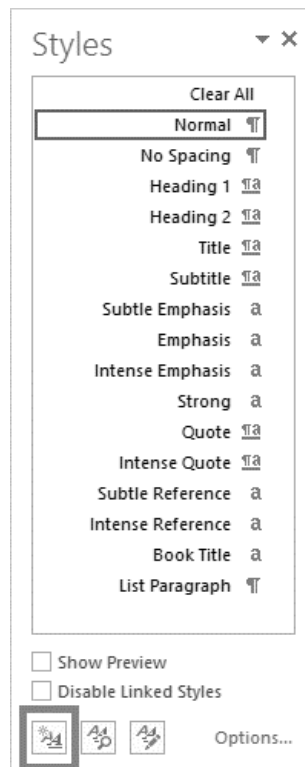 Styles
Clear All
Normal ¶
No Spacing ¶
Heading 1 ¶a
Heading 2 ¶a
Title ¶a
Subtitle ¶a
Subtle Emphasis a
Emphasis a
Intense Emphasis a
Strong a
Quote ¶a
Intense Quote ¶a
Subtle Reference a
Intense Reference a
Book Title a
List Paragraph ¶
Show Preview
Disable Linked Styles
Options...